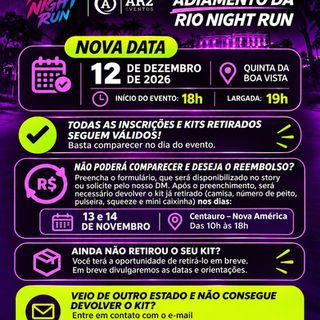 NIGHT
RUN
A
AR2
EVENTOS
ADIAMENTO DA
RIO NIGHT RUN
NOVA DATA
12 DE DEZEMBRO
DE 2026
QUINTA DA
BOA VISTA
INÍCIO DO EVENTO: 18h
LARGADA: 19h
TODAS AS INSCRIÇÕES E KITS RETIRADOS
SEGUEM VÁLIDOS!
Basta comparecer no dia do evento.
R$
NÃO PODERÁ COMPARECER E DESEJA O REEMBOLSO?
Preencha o formulário, que será disponibilizado no story
ou solicite pelo nosso DM. Após o preenchimento, será
necessário devolver o kit já retirado (camisa, número de peito,
pulseira, squeeze e mini caixinha) nos dias:
13 e 14
DE NOVEMBRO
Centauro – Nova América
Das 10h às 18h
AINDA NÃO RETIROU O SEU KIT?
Você terá a oportunidade de retirá-lo em breve.
Em breve divulgaremos as datas e orientações.
VEIO DE OUTRO ESTADO E NÃO CONSEGUE
DEVOLVER O KIT?
Entre em contato com o e-mail